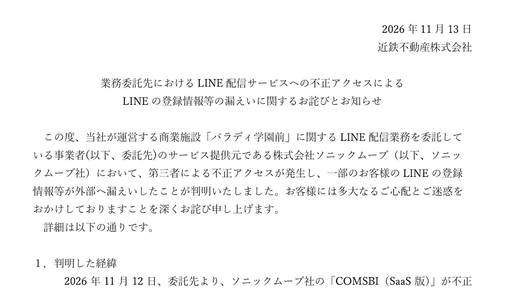 2026 年 11 月 13 日
近鉄不動産株式会社
業務委託先における LINE 配信サービスへの不正アクセスによる
LINE の登録情報等の漏えいに関するお詫びとお知らせ
この度、当社が運営する商業施設「パラディ学園前」に関する LINE 配信業務を委託して
いる事業者(以下、委託先)のサービス提供元である株式会社ソニックムーブ（以下、ソニッ
クムーブ社）において、第三者による不正アクセスが発生し、一部のお客様の LINE の登録
情報等が外部へ漏えいしたことが判明いたしました。お客様には多大なるご心配とご迷惑を
おかけしておりますことを深くお詫び申し上げます。
詳細は以下の通りです。
1．判明した経緯
2026 年 11 月 12 日、委託先より、ソニックムーブ社の「COMSBI（SaaS 版）」が不正